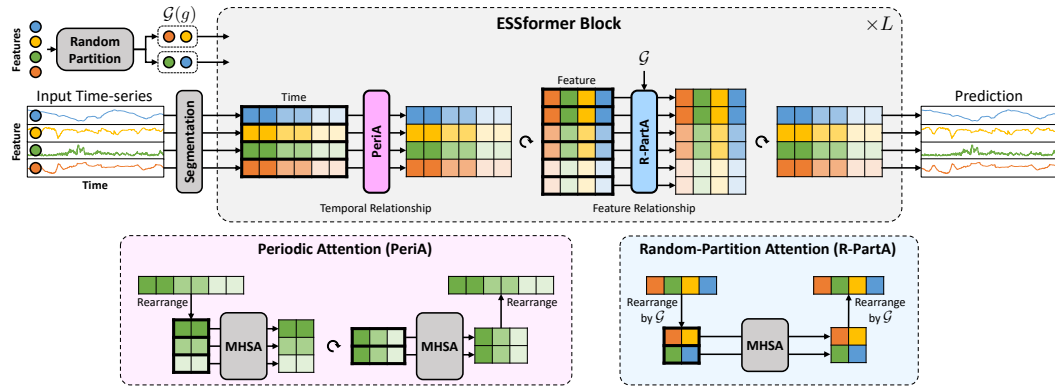 Features
Random
Partition
𝒢(g)
ESSformer Block
×L
Input Time-series
Feature
Time
Segmentation
Time
PeriA
Temporal Relationship
Feature
𝒢
R-PartA
Feature Relationship
Prediction
Periodic Attention (PeriA)
Rearrange
MHSA
MHSA
Rearrange
Random-Partition Attention (R-PartA)
Rearrange
by 𝒢
MHSA
Rearrange
by 𝒢